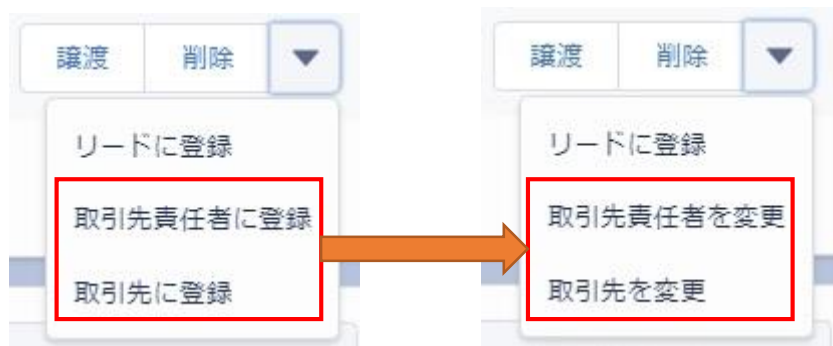 譲渡 削除
リードに登録
取引先責任者に登録
取引先に登録
譲渡 削除
リードに登録
取引先責任者を変更
取引先を変更